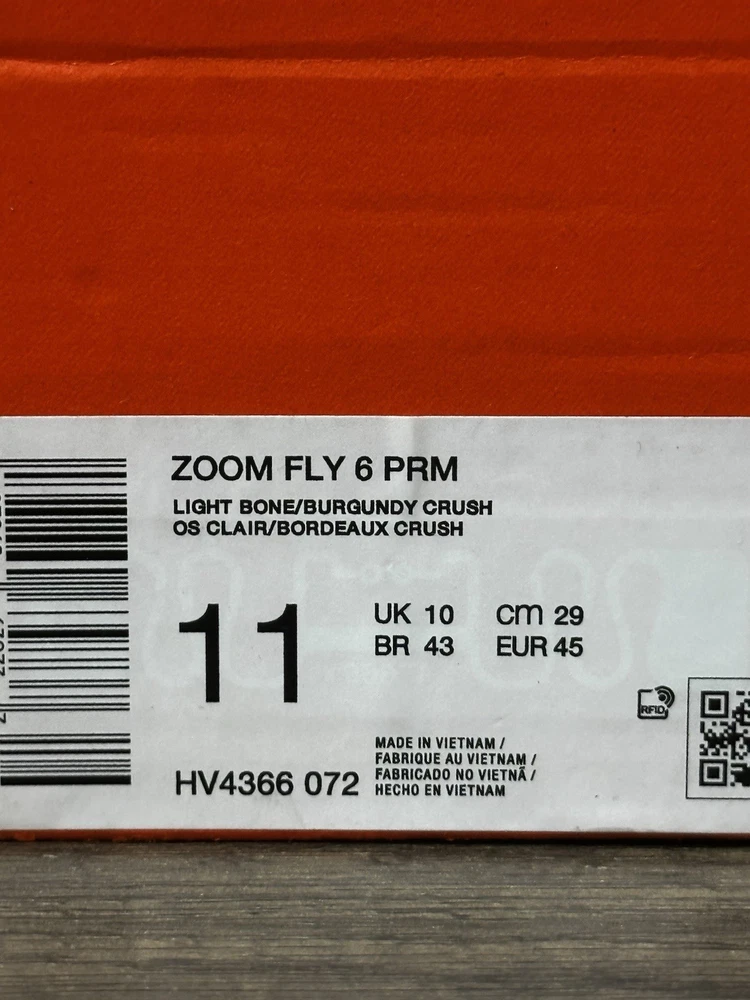 ZOOM FLY 6 PRM
LIGHT BONE/BURGUNDY CRUSH
OS CLAIR/BORDEAUX CRUSH
11
UK 10 cm 29
BR 43 EUR 45
RFID
HV4366 072
MADE IN VIETNAM /
FABRIQUE AU VIETNAM /
FABRICADO NO VIETNÃ /
HECHO EN VIETNAM